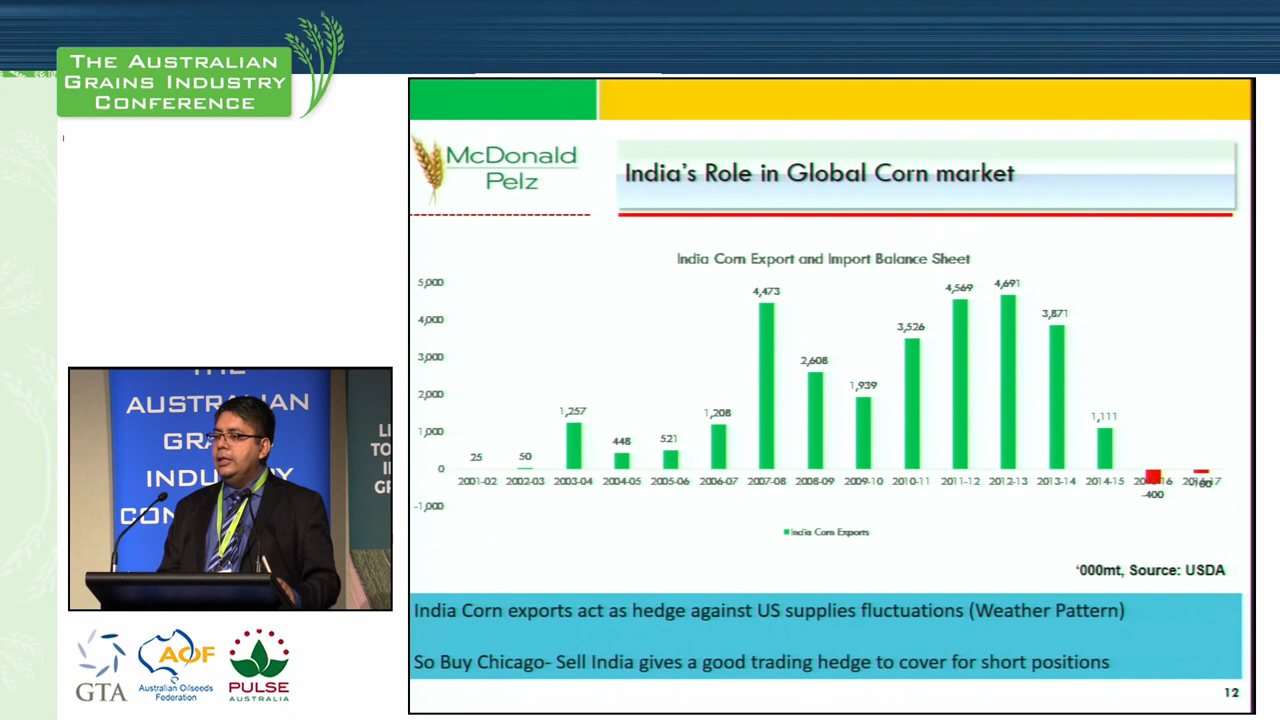 THE AUSTRALIAN
GRAINS INDUSTRY
CONFERENCE
McDonald
Pelz
India's Role in Global Corn market
India Corn Export and Import Balance Sheet
5,000
4,000
3,000
2,000
1,000
0
-1,000
25
50
1,257
448
521
1,208
4,473
2,608
1,939
3,526
4,569
4,691
3,871
1,111
-400
2001-02 2002-03 2003-04 2004-05 2005-06 2006-07 2007-08 2008-09 2009-10 2010-11 2011-12 2012-13 2013-14 2014-15
India Corn Exports
'000mt, Source: USDA
India Corn exports act as hedge against US supplies fluctuations (Weather Pattern)
So Buy Chicago- Sell India gives a good trading hedge to cover for short positions
12
THE
AUSTRALIAN
INDUSTRY
GTA
AOF
Australian Oilseeds
Federation
PULSE
AUSTRALIA